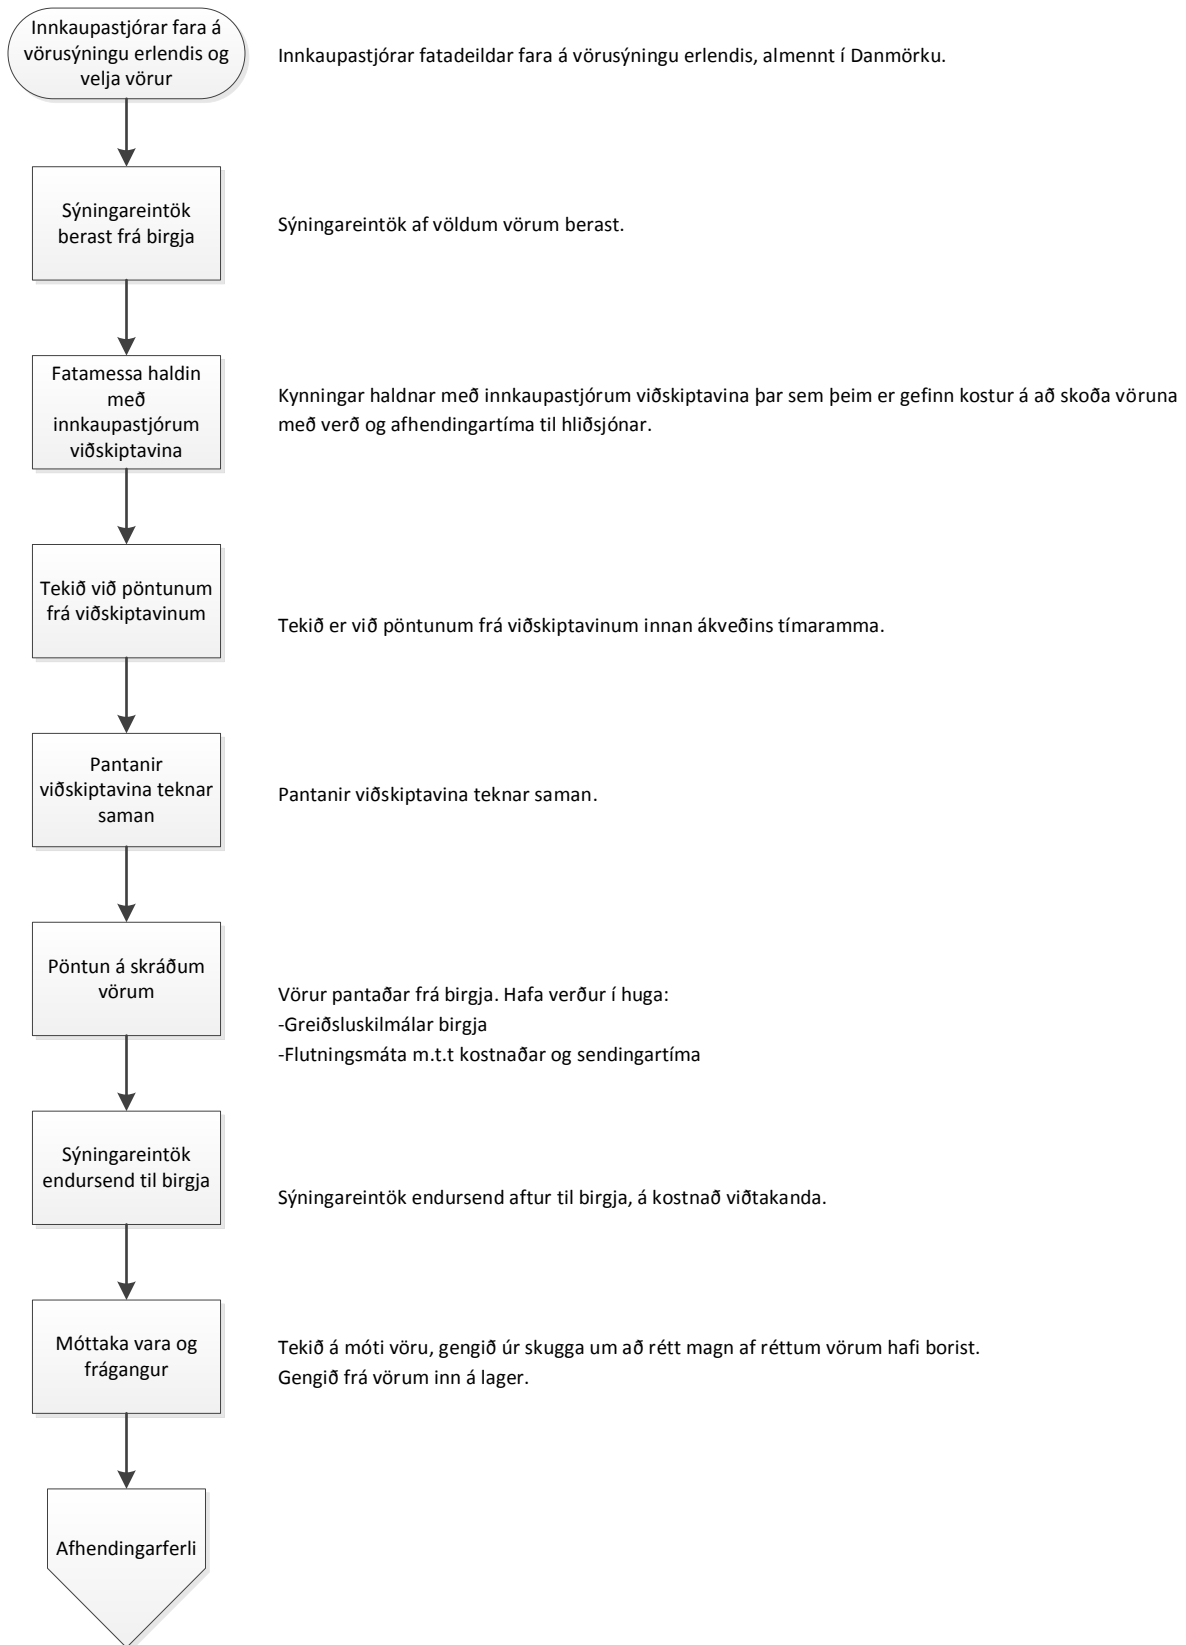 Innkaupastjórar fara á
vörusýningu erlendis og
velja vörur
Innkaupastjórar fatadeildar fara á vörusýningu erlendis, almennt í Danmörku.
Sýningareintök
berast frá birgja
Sýningareintök af völdum vörum berast.
Fatamessa haldin
með
innkaupastjórum
viðskiptavina
Kynningar haldnar með innkaupastjórum viðskiptavina þar sem þeim er gefinn kostur á að skoða vöruna
með verð og afhendingartíma til hliðsjónar.
Tekið við pöntunum
frá viðskiptavinum
Tekið er við pöntunum frá viðskiptavinum innan ákveðins tímaramma.
Pantanir
viðskiptavina teknar
saman
Pantanir viðskiptavina teknar saman.
Pöntun á skráðum
vörum
Vörur pantaðar frá birgja. Hafa verður í huga:
-Greiðsluskilmálar birgja
-Flutningsmáta m.t.t kostnaðar og sendingartíma
Sýningareintök
endursend til birgja
Sýningareintök endursend aftur til birgja, á kostnað viðtakanda.
Móttaka vara og
frágangur
Tekið á móti vöru, gengið úr skugga um að rétt magn af réttum vörum hafi borist.
Gengið frá vörum inn á lager.
Afhendingarferli